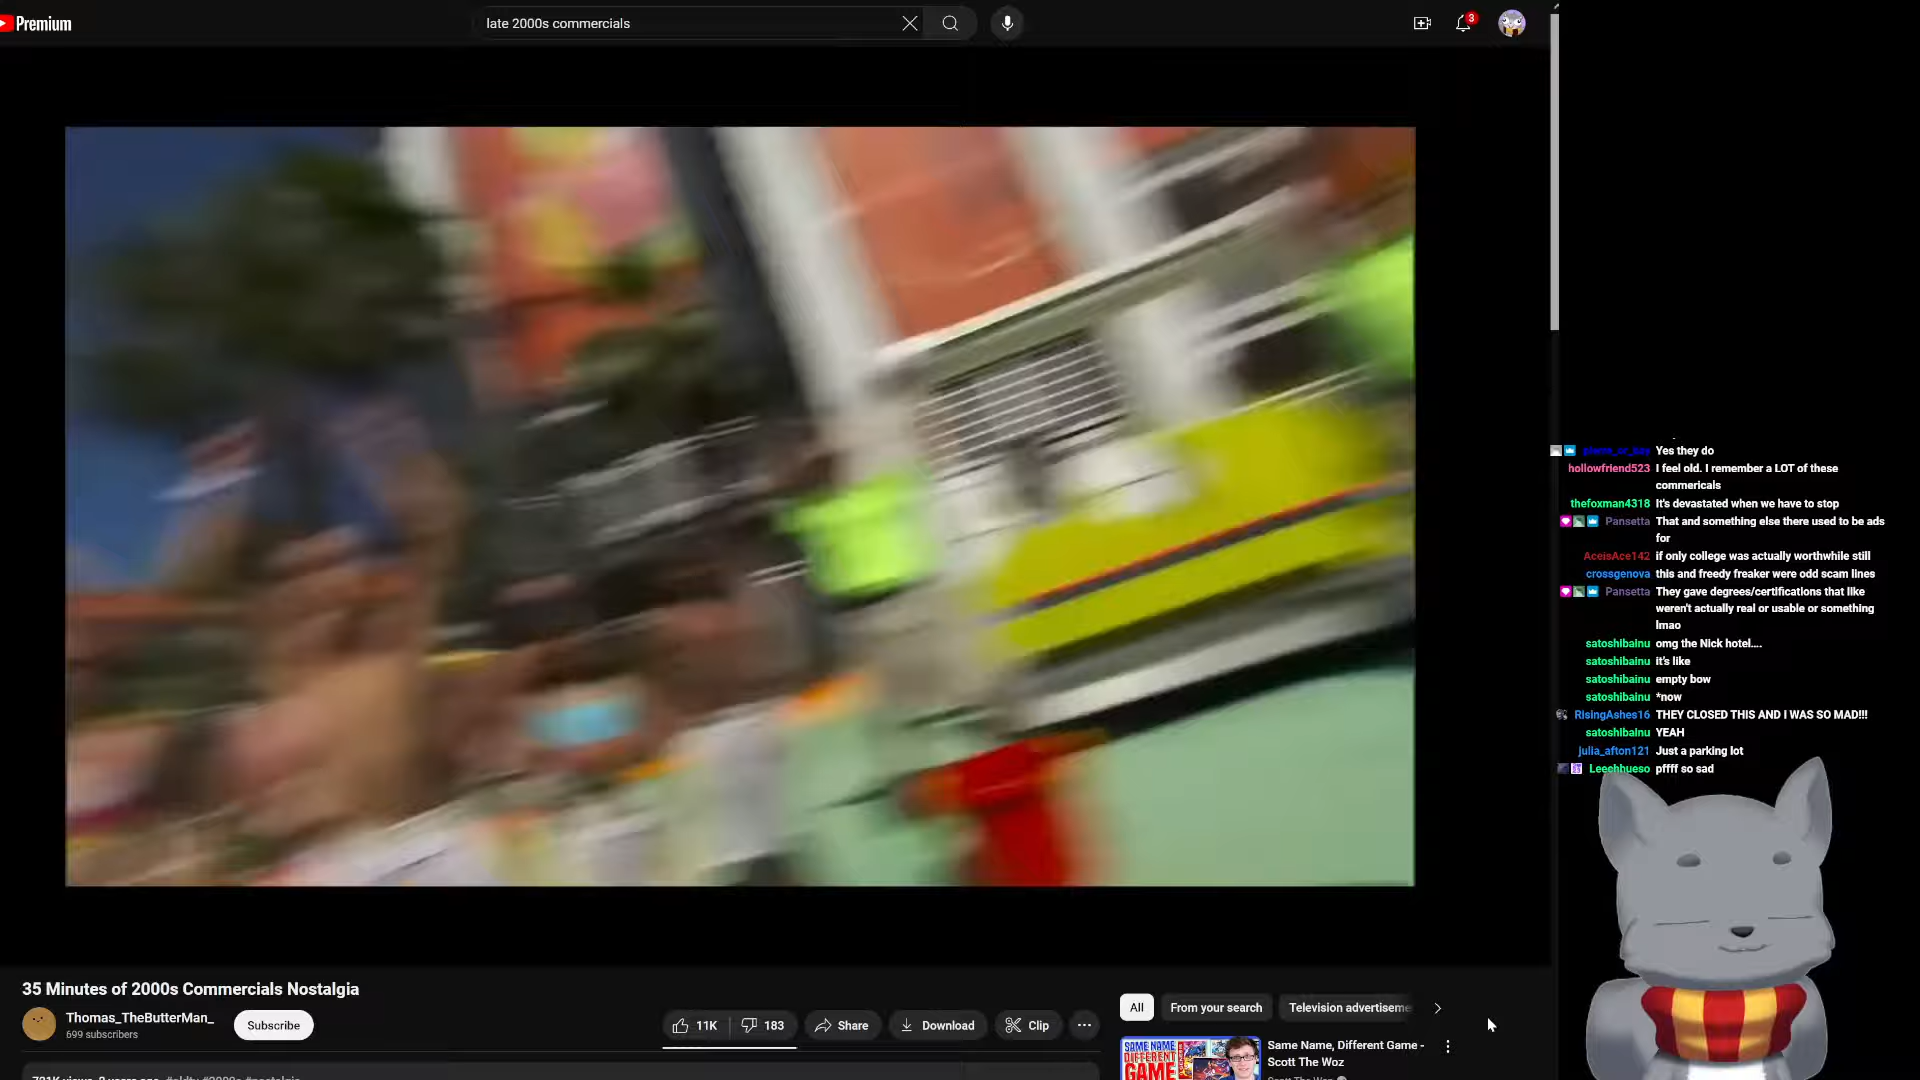 Premium
late 2000s commercials
3
Yes they do
hollowfriend523 I feel old. I remember a LOT of these
commericals
thefoxman4318 It's devastated when we have to stop
Pansetta That and something else there used to be ads
for
AceisAce142 if only college was actually worthwhile still
crossgenova this and freedy freaker were odd scam lines
Pansetta They gave degrees/certifications that like
weren't actually real or usable or something
lmao
satoshibainu omg the Nick hotel....
satoshibainu it's like
satoshibainu empty bow
satoshibainu *now
RisingAshes16 THEY CLOSED THIS AND I WAS SO MAD!!!
satoshibainu YEAH
julia_afton121 Just a parking lot
Leechhueso pffff so sad
35 Minutes of 2000s Commercials Nostalgia
Thomas_TheButterMan_
699 subscribers
Subscribe
11K
183
Share
Download
Clip
All
From your search
Television advertiseme
SAME NAME
DIFFERENT
GAME
Same Name, Different Game -
Scott The Woz